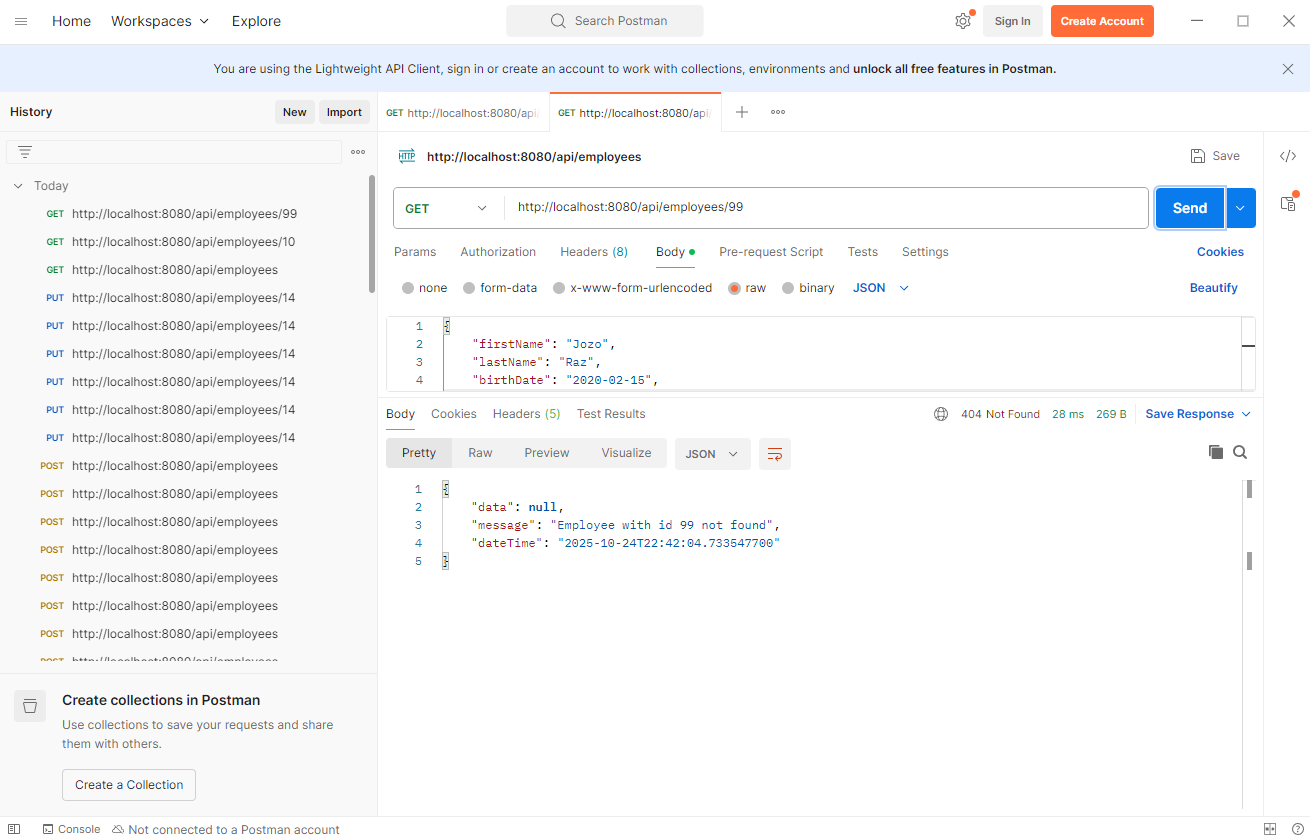 Home Workspaces Explore Search Postman Sign In Create Account
You are using the Lightweight API Client, sign in or create an account to work with collections, environments and unlock all free features in Postman.
History New Import
Today
GET http://localhost:8080/api/employees/99
GET http://localhost:8080/api/employees/10
GET http://localhost:8080/api/employees
PUT http://localhost:8080/api/employees/14
PUT http://localhost:8080/api/employees/14
PUT http://localhost:8080/api/employees/14
PUT http://localhost:8080/api/employees/14
PUT http://localhost:8080/api/employees/14
PUT http://localhost:8080/api/employees/14
POST http://localhost:8080/api/employees
POST http://localhost:8080/api/employees
POST http://localhost:8080/api/employees
POST http://localhost:8080/api/employees
POST http://localhost:8080/api/employees
POST http://localhost:8080/api/employees
POST http://localhost:8080/api/employees
POST http://localhost:8080/api/employees
Create collections in Postman
Use collections to save your requests and share
them with others.
Create a Collection
GET http://localhost:8080/api/ GET http://localhost:8080/api/
HTTP http://localhost:8080/api/employees Save
GET http://localhost:8080/api/employees/99 Send
Params Authorization Headers (8) Body Pre-request Script Tests Settings Cookies
none form-data x-www-form-urlencoded raw binary JSON Beautify
1 {
2 "firstName": "Jozo",
3 "lastName": "Raz",
4 "birthDate": "2020-02-15",
Body Cookies Headers (5) Test Results 404 Not Found 28 ms 269 B Save Response
Pretty Raw Preview Visualize JSON
1 {
2 "data": null,
3 "message": "Employee with id 99 not found",
4 "dateTime": "2025-10-24T22:42:04.733547700"
5 }
Console Not connected to a Postman account